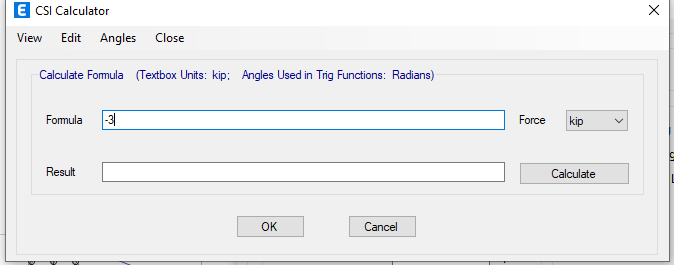 E CSI Calculator
View Edit Angles Close
Calculate Formula (Textbox Units: kip; Angles Used in Trig Functions: Radians)
Formula -3 Force kip
Result Calculate
OK Cancel